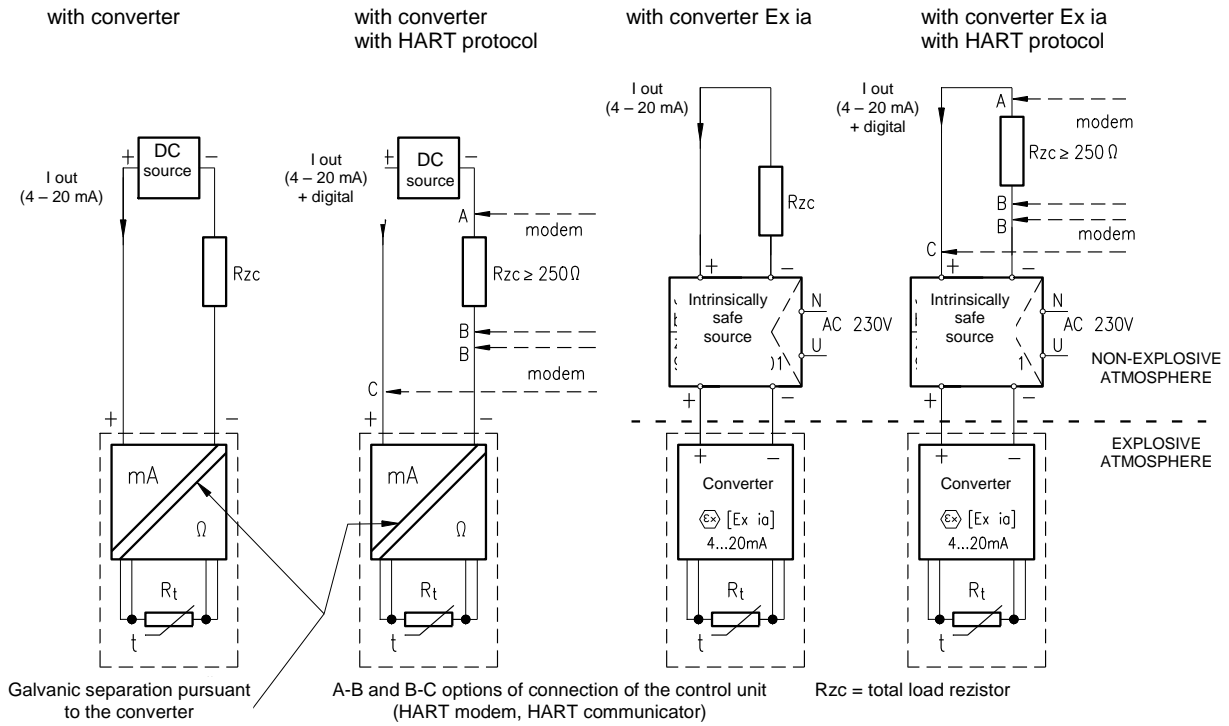 with converter
with converter
with HART protocol
with converter Ex ia
with converter Ex ia
with HART protocol
I out
(4 – 20 mA)
+
DC
source
–
Rzc
+
–
mA
Ω
Rt
t
I out
(4 – 20 mA)
+ digital
+
DC
source
–
A
modem
Rzc ≥ 250Ω
B
B
modem
C
+
–
mA
Ω
Rt
t
I out
(4 – 20 mA)
Rzc
+
–
Intrinsically
safe
source
N
AC 230V
U
+
–
+
–
Converter
Ex [Ex ia]
4...20mA
Rt
t
I out
(4 – 20 mA)
+ digital
A
modem
Rzc ≥ 250Ω
B
B
modem
C
+
–
Intrinsically
safe
source
N
AC 230V
U
+
–
NON-EXPLOSIVE
ATMOSPHERE
EXPLOSIVE
ATMOSPHERE
+
–
Converter
Ex [Ex ia]
4...20mA
Rt
t
Galvanic separation pursuant
to the converter
A-B and B-C options of connection of the control unit
(HART modem, HART communicator)
Rzc = total load rezistor